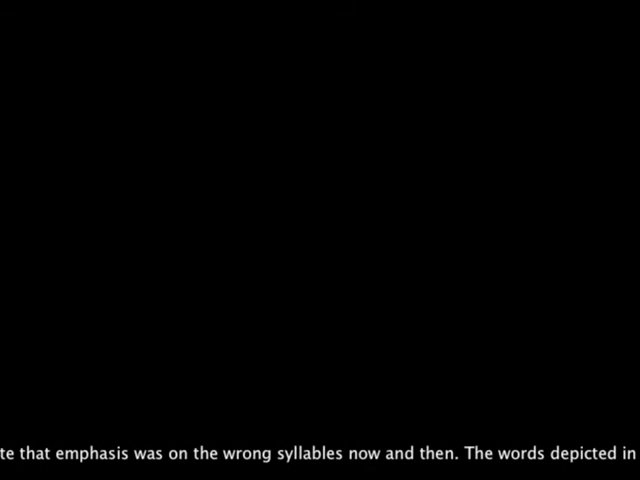 te that emphasis was on the wrong syllables now and then. The words depicted in